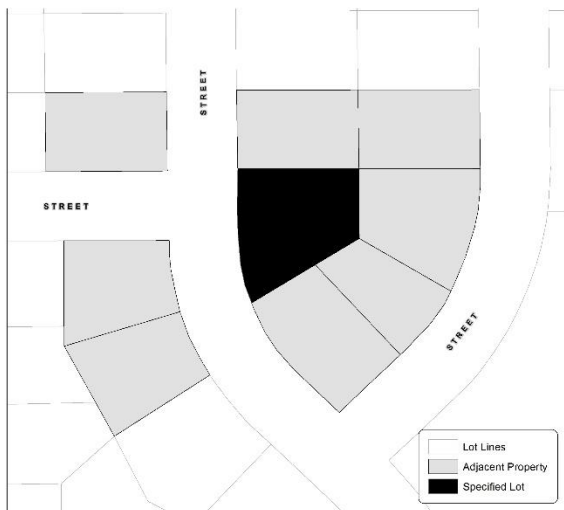 STREET
STREET
STREET
Lot Lines
Adjacent Property
Specified Lot